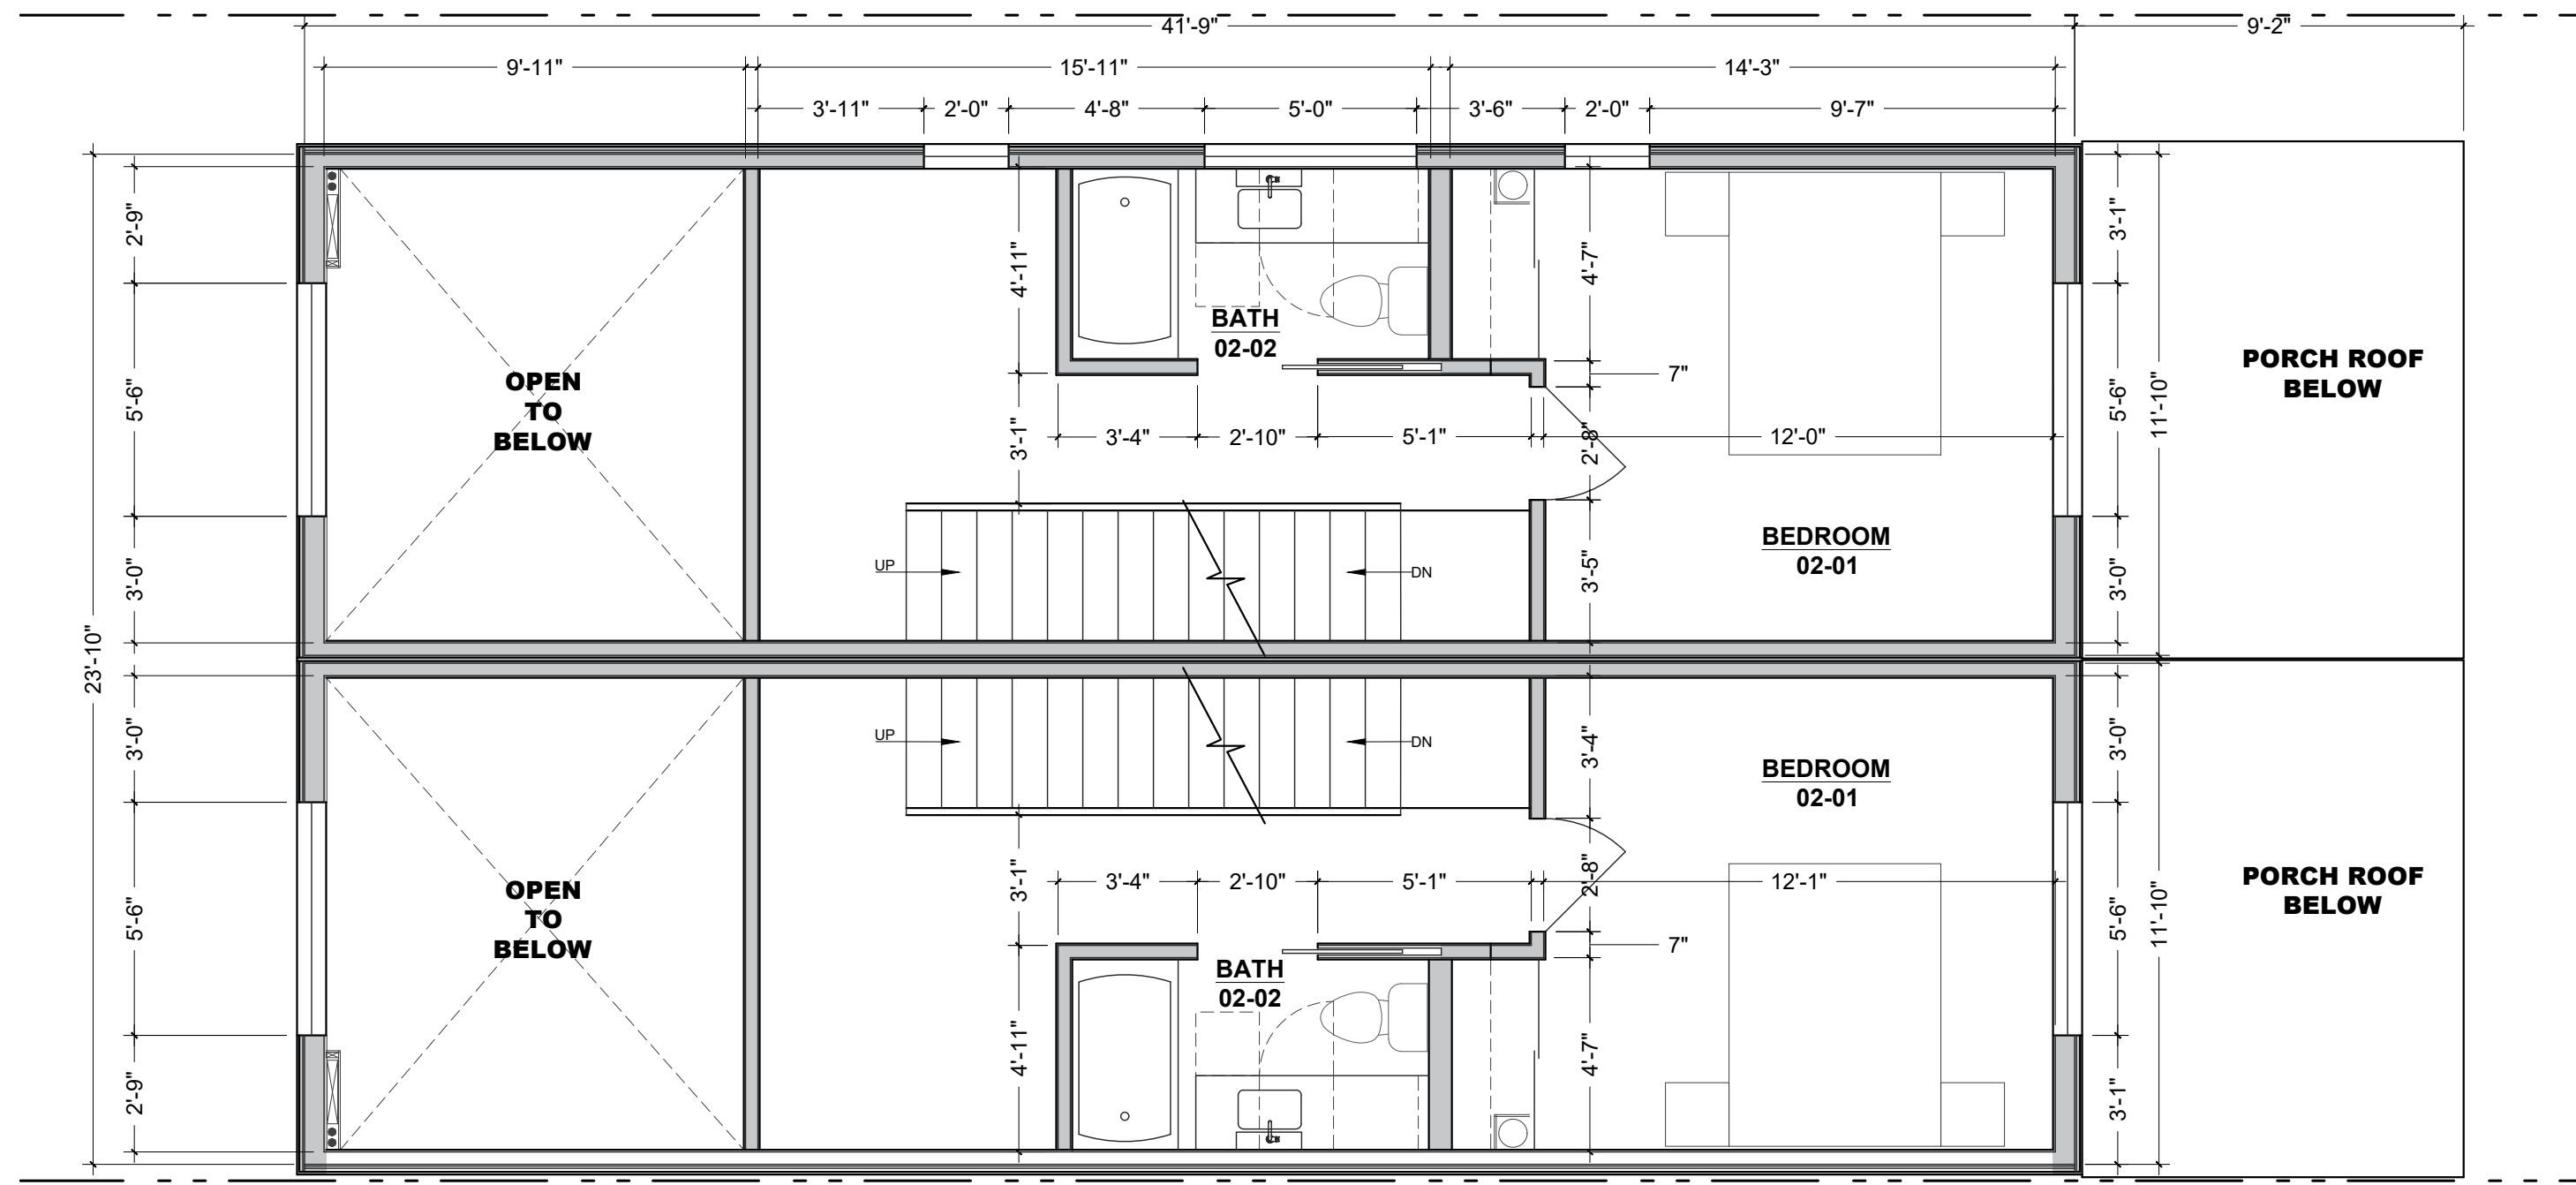 41'-9"
9'-2"
9'-11"
15'-11"
14'-3"
3'-11"
2'-0"
4'-8"
5'-0"
3'-6"
2'-0"
9'-7"
2'-9"
5'-6"
3'-0"
23'-10"
3'-0"
5'-6"
2'-9"
OPEN
TO
BELOW
4'-11"
3'-1"
BATH
02-02
4'-7"
7"
3'-4"
2'-10"
5'-1"
2'-8"
12'-0"
UP
DN
3'-5"
BEDROOM
02-01
3'-1"
5'-6"
11'-10"
3'-0"
PORCH ROOF
BELOW
OPEN
TO
BELOW
UP
DN
3'-4"
BEDROOM
02-01
3'-1"
3'-4"
2'-10"
5'-1"
2'-8"
12'-1"
7"
BATH
02-02
4'-11"
4'-7"
3'-0"
5'-6"
11'-10"
3'-1"
PORCH ROOF
BELOW